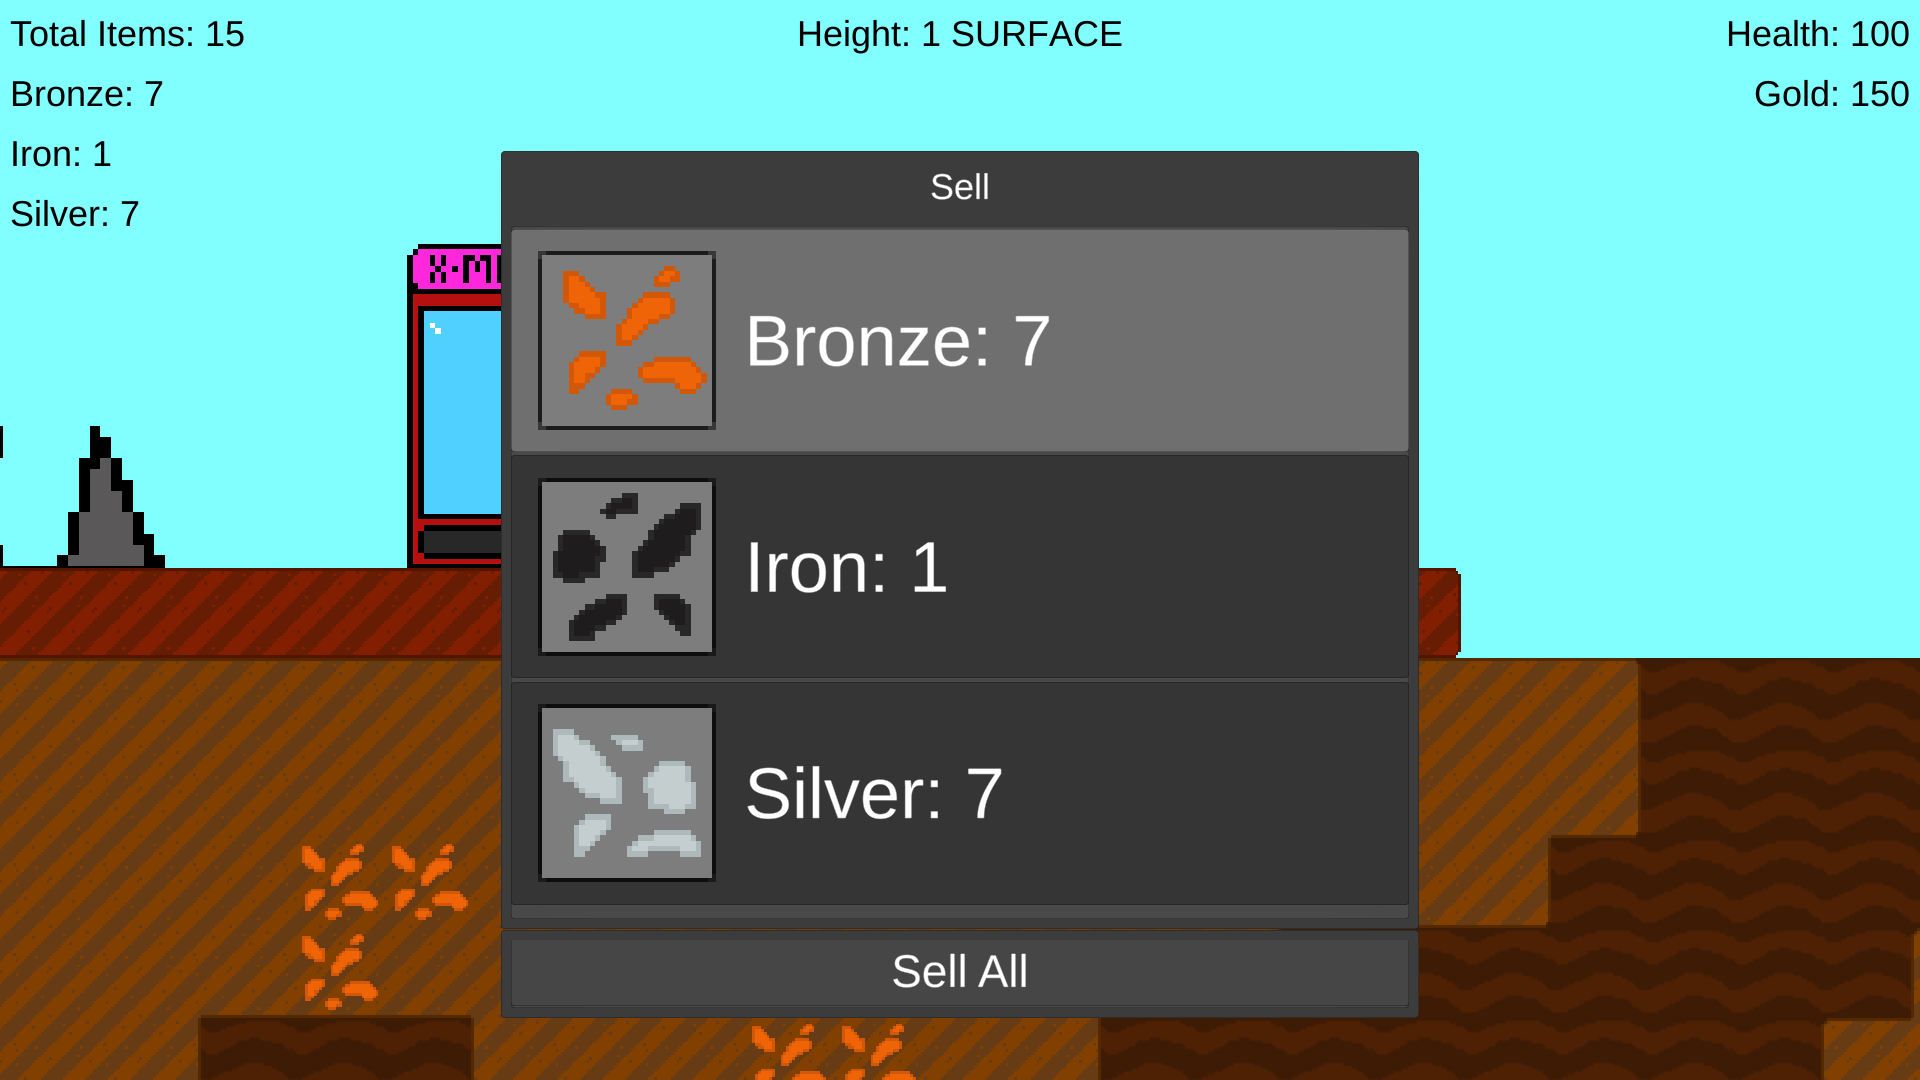 Total Items: 15
Height: 1 SURFACE
Health: 100
Bronze: 7
Gold: 150
Iron: 1
Silver: 7
Sell
Bronze: 7
Iron: 1
Silver: 7
Sell All